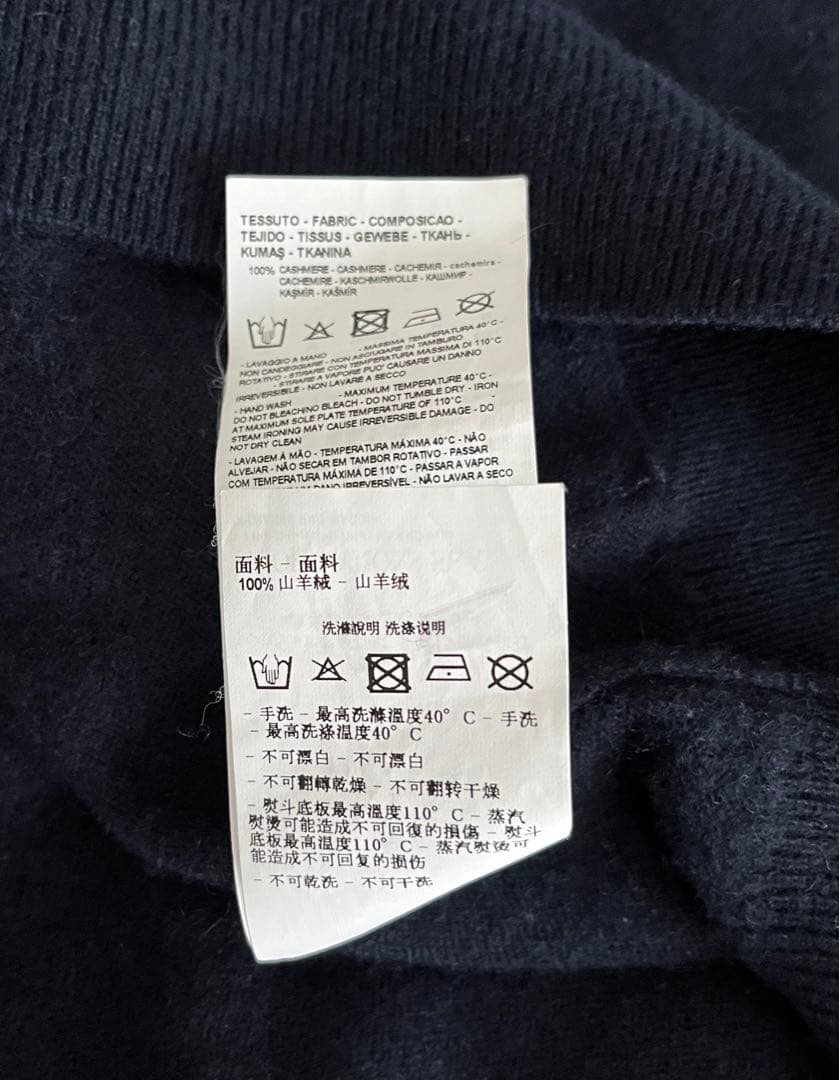 TESSUTO - FABRIC - COMPOSICAO -
TEJIDO - TISSUS - GEWEBE - ТКАНЬ -
KUMAŞ - TKANINA
100% CASHMERE - CASHMERE - CACHEMIR - cachemira -
CACHEMIRE - KASCHMIRWOLLE - КАШМИР -
KAŞMİR - KAŠMÍR
- LAVAGGIO A MANO - MASSIMA TEMPERATURA 40°C -
NON CANDEGGIARE - NON ASCIUGARE IN TAMBURO
ROTATIVO - STIRARE CON TEMPERATURA MASSIMA DI 110°C
- STIRARE A VAPORE PUO' CAUSARE UN DANNO
IRREVERSIBILE - NON LAVARE A SECCO
- HAND WASH - MAXIMUM TEMPERATURE 40°C -
DO NOT BLEACH/NO BLEACH - DO NOT TUMBLE DRY - IRON
AT MAXIMUM SOLE PLATE TEMPERATURE OF 110°C -
STEAM IRONING MAY CAUSE IRREVERSIBLE DAMAGE - DO
NOT DRY CLEAN
- LAVAGEM À MÃO - TEMPERATURA MÁXIMA 40°C - NÃO
ALVEJAR - NÃO SECAR EM TAMBOR ROTATIVO - PASSAR
COM TEMPERATURA MÁXIMA DE 110°C - PASSAR A VAPOR
DANO IRREVERSÍVEL - NÃO LAVAR A SECO
面料 - 面料
100% 山羊絨 - 山羊绒
洗滌說明 洗涤说明
- 手洗 - 最高洗滌溫度40° C - 手洗
- 最高洗涤温度40° C
- 不可漂白 - 不可漂白
- 不可翻轉乾燥 - 不可翻转干燥
- 熨斗底板最高溫度110° C - 蒸汽
熨燙可能造成不可回復的損傷 - 熨斗
底板最高温度110° C - 蒸汽熨烫可
能造成不可回复的损伤
- 不可乾洗 - 不可干洗